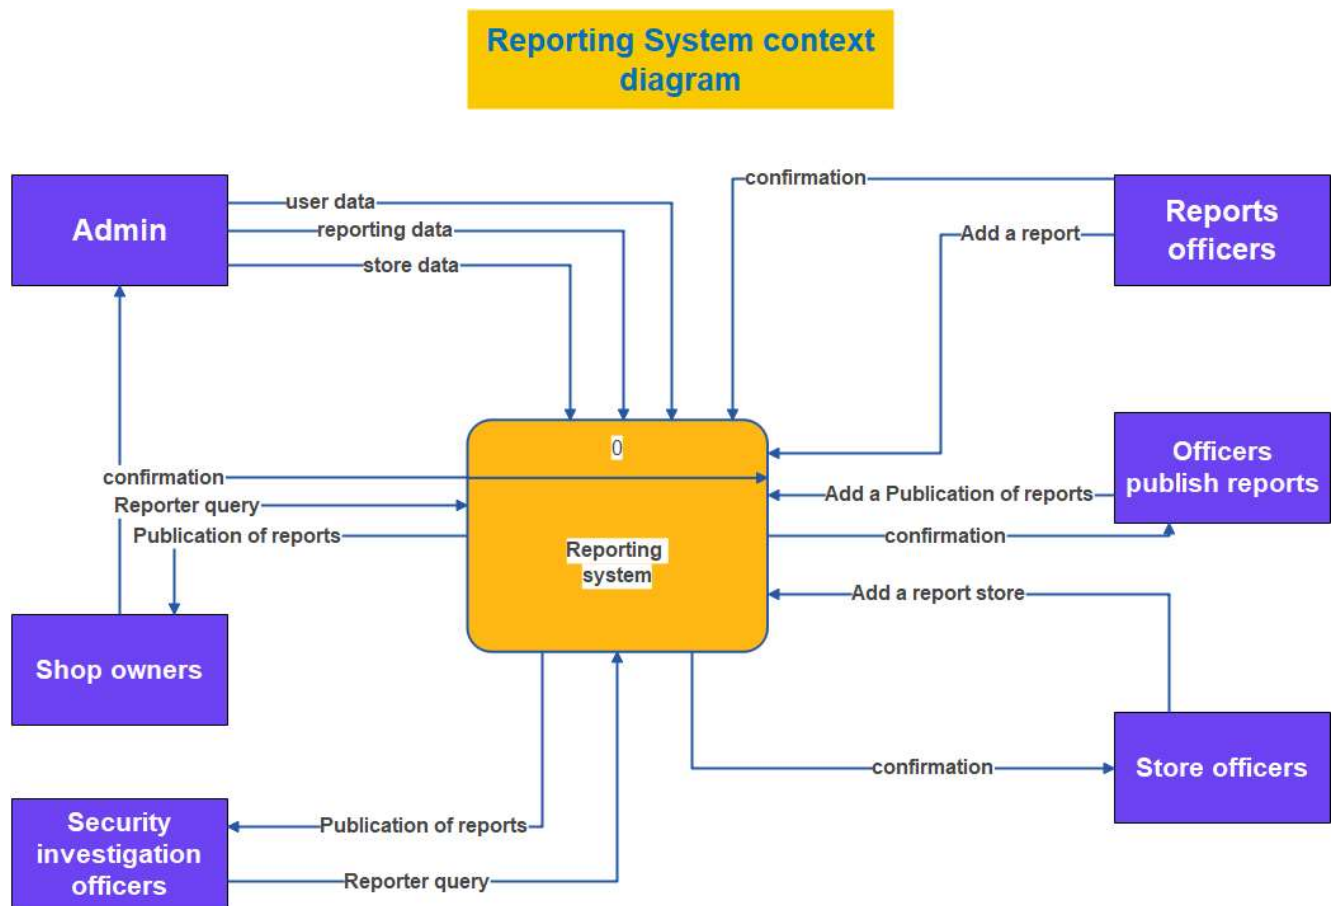 Reporting System context
diagram
Admin
user data
reporting data
store data
confirmation
Add a report
Reports
officers
0
Reporting
system
confirmation
Reporter query
Publication of reports
Add a Publication of reports
confirmation
Officers
publish reports
Add a report store
Shop owners
confirmation
Store officers
Publication of reports
Reporter query
Security
investigation
officers